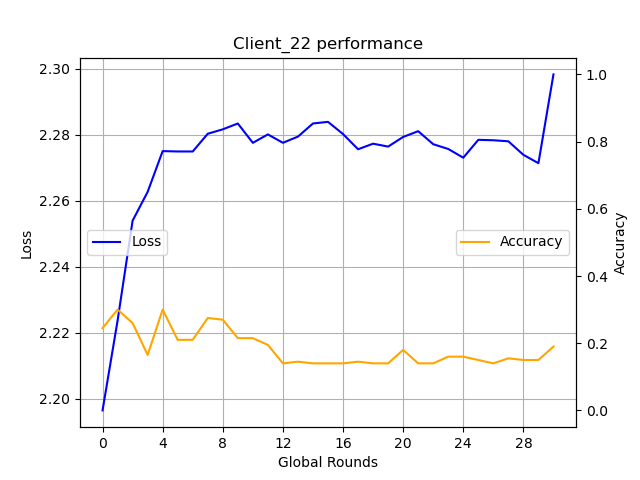 Client_22 performance
2.30
2.28
2.26
2.24
2.22
2.20
Loss
1.0
0.8
0.6
0.4
0.2
0.0
Accuracy
Loss
Accuracy
0 4 8 12 16 20 24 28
Global Rounds